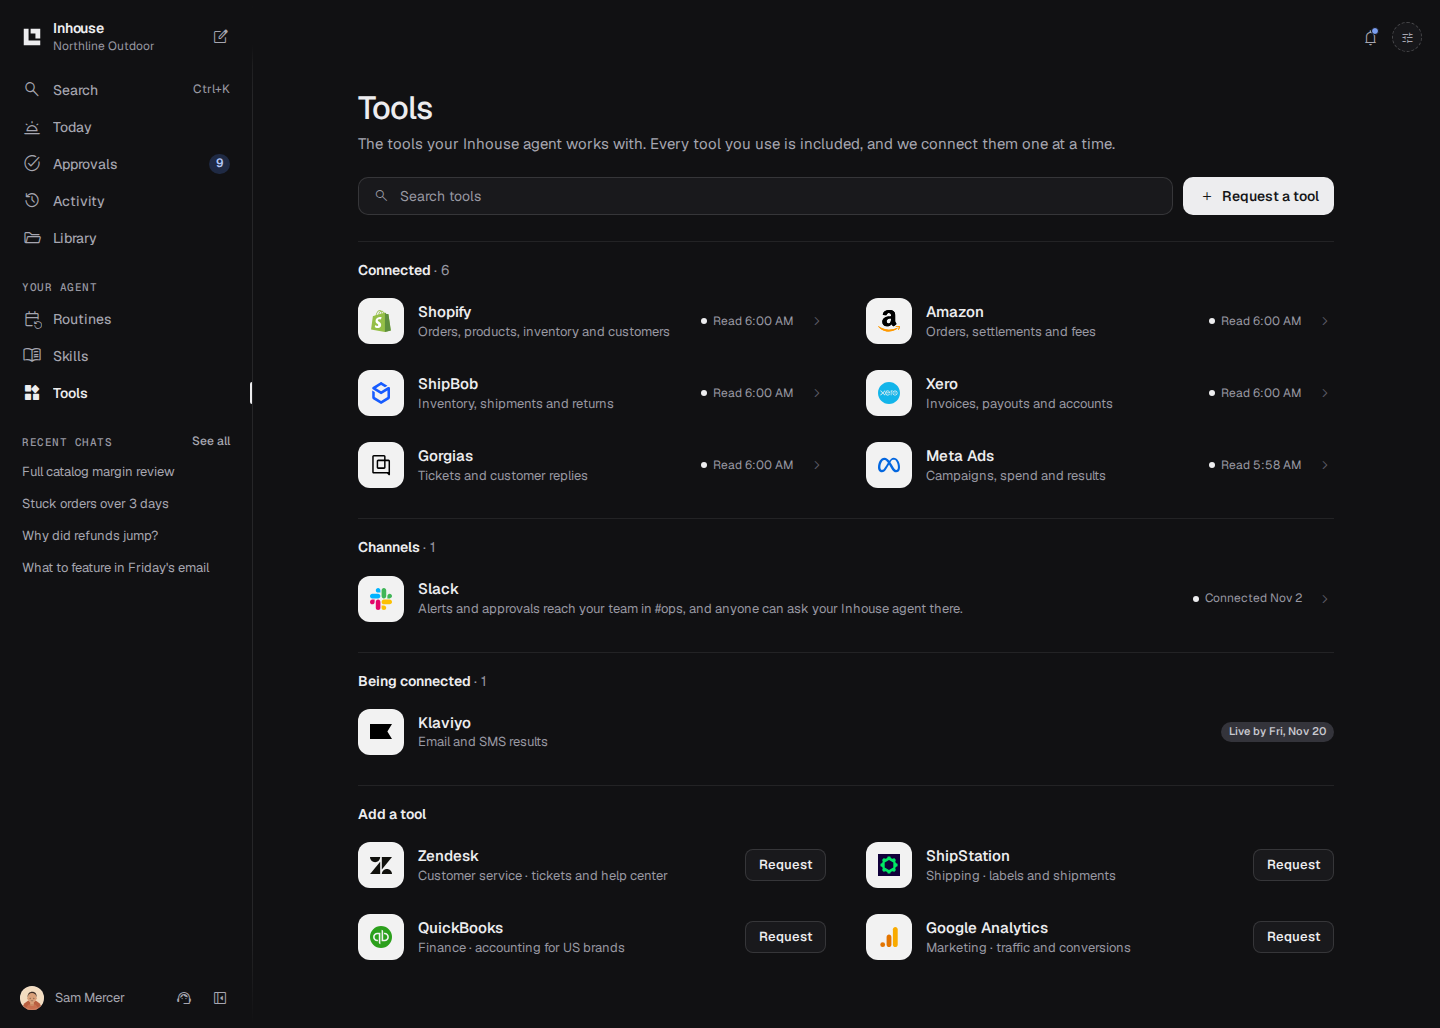 Inhouse
Northline Outdoor
Search
Ctrl+K
Today
Approvals
9
Activity
Library
YOUR AGENT
Routines
Skills
Tools
RECENT CHATS
See all
Full catalog margin review
Stuck orders over 3 days
Why did refunds jump?
What to feature in Friday's email
Sam Mercer
Tools
The tools your Inhouse agent works with. Every tool you use is included, and we connect them one at a time.
Search tools
+ Request a tool
Connected · 6
Shopify
Orders, products, inventory and customers
Read 6:00 AM
Amazon
Orders, settlements and fees
Read 6:00 AM
ShipBob
Inventory, shipments and returns
Read 6:00 AM
xero
Xero
Invoices, payouts and accounts
Read 6:00 AM
Gorgias
Tickets and customer replies
Read 6:00 AM
Meta Ads
Campaigns, spend and results
Read 5:58 AM
Channels · 1
Slack
Alerts and approvals reach your team in #ops, and anyone can ask your Inhouse agent there.
Connected Nov 2
Being connected · 1
Klaviyo
Email and SMS results
Live by Fri, Nov 20
Add a tool
Zendesk
Customer service · tickets and help center
Request
ShipStation
Shipping · labels and shipments
Request
qb
QuickBooks
Finance · accounting for US brands
Request
Google Analytics
Marketing · traffic and conversions
Request